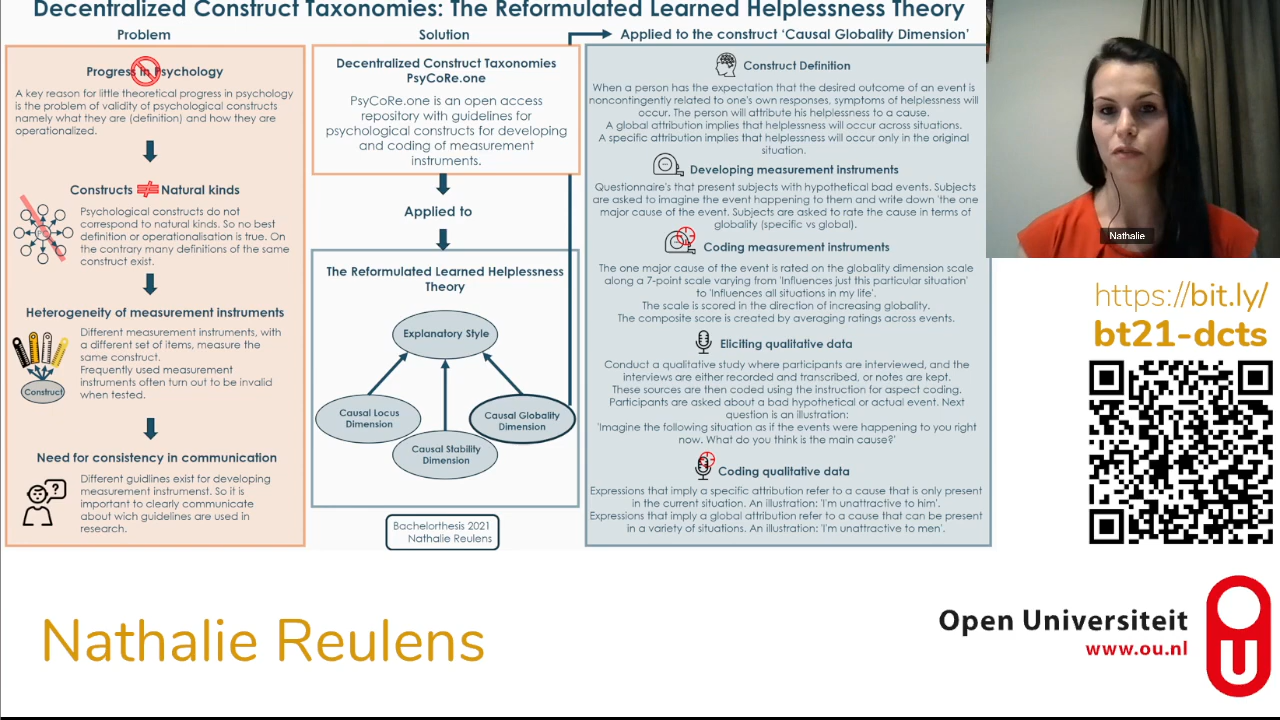 Decentralized Construct Taxonomies: The Reformulated Learned Helplessness Theory
Problem
Progress in Psychology
A key reason for little theoretical progress in psychology
is the problem of validity of psychological constructs
namely what they are (definition) and how they are
operationalized.
Constructs ≠ Natural kinds
Psychological constructs do not
correspond to natural kinds. So no best
definition or operationalisation is true. On
the contrary many definitions of the same
construct exist.
Heterogeneity of measurement instruments
Different measurement instruments, with
a different set of items, measure the
same construct.
Frequently used measurement
instruments often turn out to be invalid
when tested.
Construct
Need for consistency in communication
Different guidlines exist for developing
measurement instrumenst. So it is
important to clearly communicate
about wich guidelines are used in
research.
Solution
Decentralized Construct Taxonomies
PsyCoRe.one
PsyCoRe.one is an open access
repository with guidelines for
psychological constructs for developing
and coding of measurement
instruments.
Applied to
The Reformulated Learned Helplessness
Theory
Explanatory Style
Causal Locus
Dimension
Causal Stability
Dimension
Causal Globality
Dimension
Bachelorthesis 2021
Nathalie Reulens
Applied to the construct ‘Causal Globality Dimension’
Construct Definition
When a person has the expectation that the desired outcome of an event is
noncontingently related to one's own responses, symptoms of helplessness will
occur. The person will attribute his helplessness to a cause.
A global attribution implies that helplessness will occur across situations.
A specific attribution implies that helplessness will occur only in the original
situation.
Developing measurement instruments
Questionnaire's that present subjects with hypothetical bad events. Subjects
are asked to imagine the event happening to them and write down 'the one
major cause of the event. Subjects are asked to rate the cause in terms of
globality (specific vs global).
Coding measurement instruments
The one major cause of the event is rated on the globality dimension scale
along a 7-point scale varying from 'Influences just this particular situation'
to 'Influences all situations in my life'.
The scale is scored in the direction of increasing globality.
The composite score is created by averaging ratings across events.
Eliciting qualitative data
Conduct a qualitative study where participants are interviewed, and the
interviews are either recorded and transcribed, or notes are kept.
These sources are then coded using the instruction for aspect coding.
Participants are asked about a bad hypothetical or actual event. Next
question is an illustration:
'Imagine the following situation as if the events were happening to you right
now. What do you think is the main cause?'
Coding qualitative data
Expressions that imply a specific attribution refer to a cause that is only present
in the current situation. An illustration: 'I'm unattractive to him'.
Expressions that imply a global attribution refer to a cause that can be present
in a variety of situations. An illustration: 'I'm unattractive to men'.
Nathalie
https://bit.ly/
bt21-dcts
Nathalie Reulens
Open Universiteit
www.ou.nl